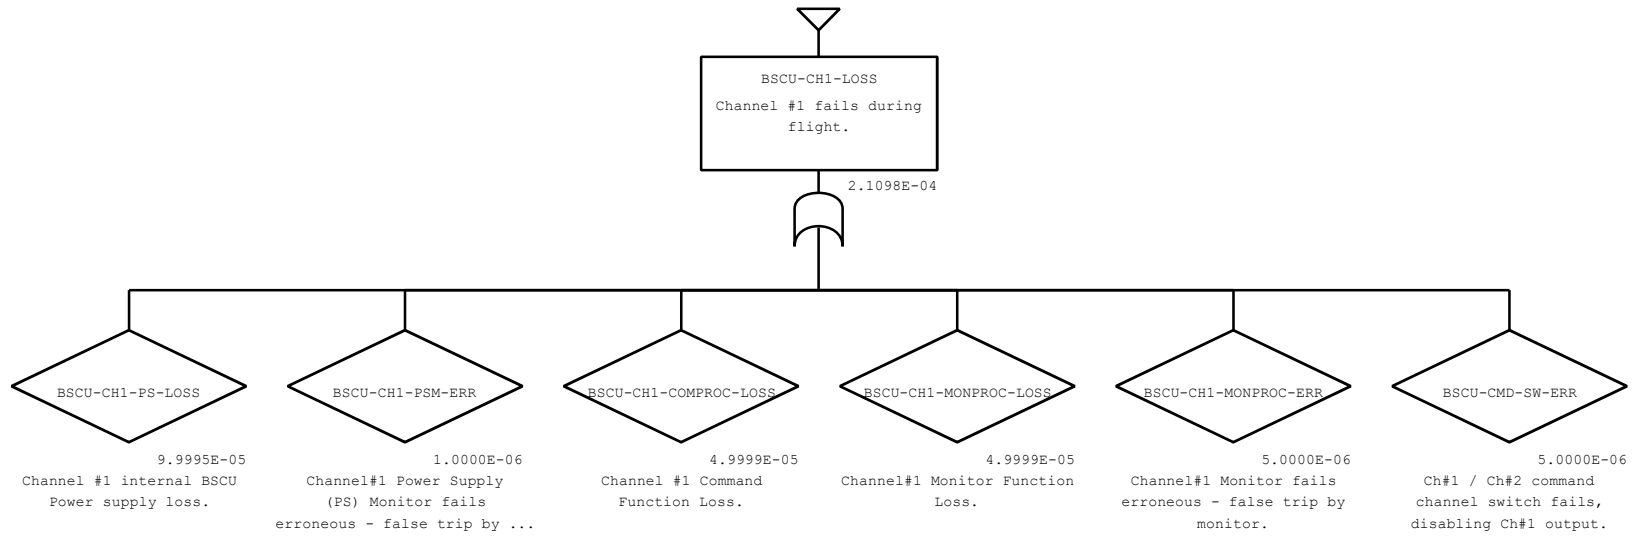 BSCU-CH1-LOSS
Channel #1 fails during
flight.
2.1098E-04
BSCU-CH1-PS-LOSS
9.9995E-05
Channel #1 internal BSCU
Power supply loss.
BSCU-CH1-PSM-ERR
1.0000E-06
Channel#1 Power Supply
(PS) Monitor fails
erroneous - false trip by ...
BSCU-CH1-COMPROC-LOSS
4.9999E-05
Channel #1 Command
Function Loss.
BSCU-CH1-MONPROC-LOSS
4.9999E-05
Channel#1 Monitor Function
Loss.
BSCU-CH1-MONPROC-ERR
5.0000E-06
Channel#1 Monitor fails
erroneous - false trip by
monitor.
BSCU-CMD-SW-ERR
5.0000E-06
Ch#1 / Ch#2 command
channel switch fails,
disabling Ch#1 output.